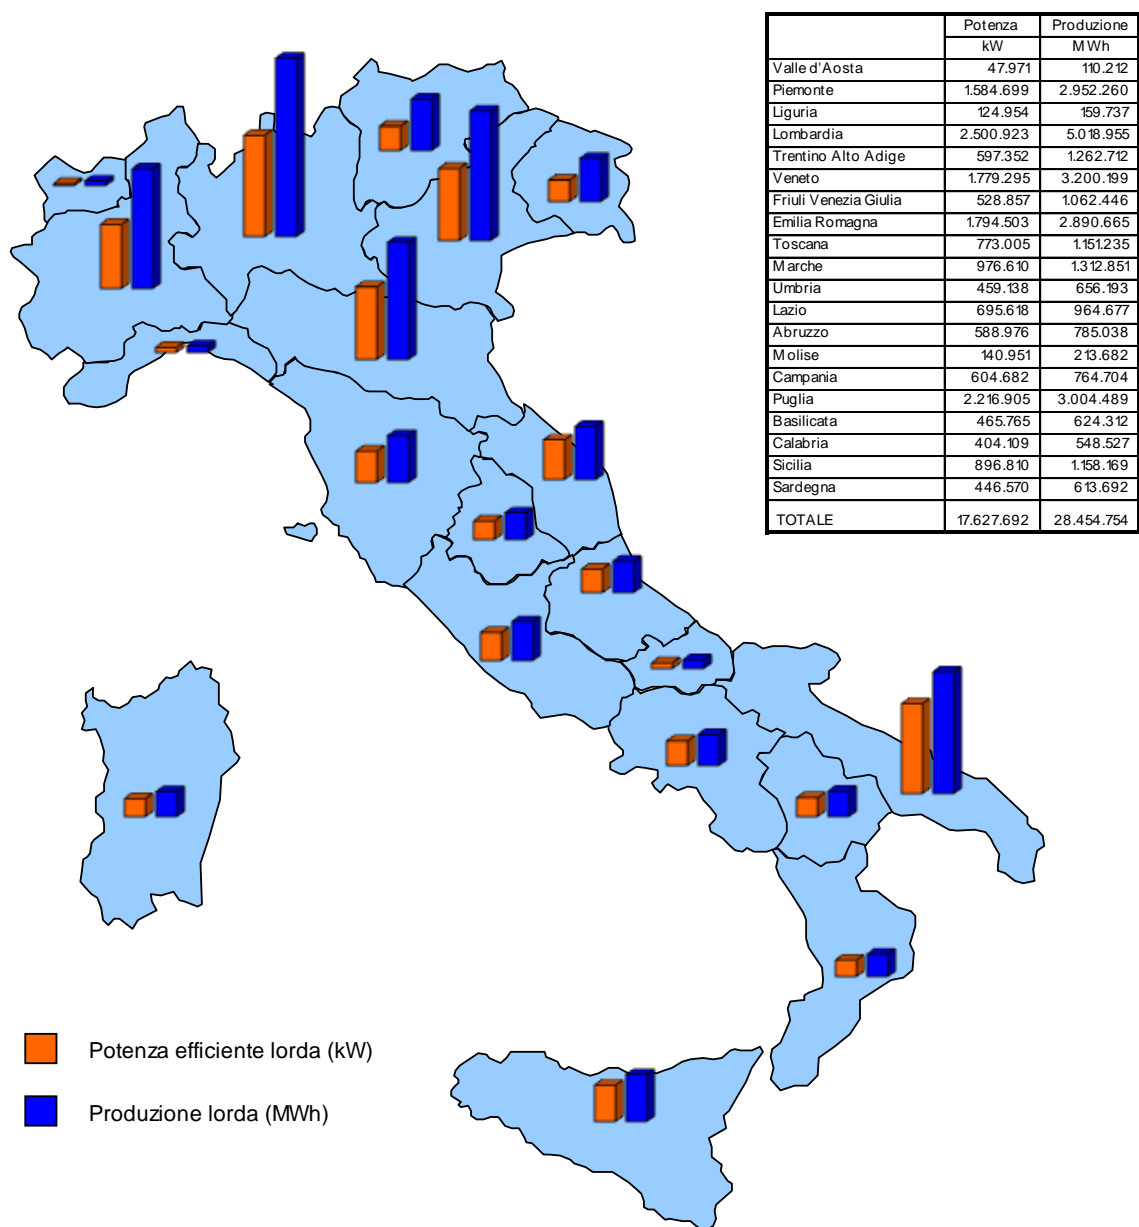 Potenza Produzione
kW MWh
Valle d'Aosta 47.971 110.212
Piemonte 1.584.699 2.952.260
Liguria 124.954 159.737
Lombardia 2.500.923 5.018.955
Trentino Alto Adige 597.352 1.262.712
Veneto 1.779.295 3.200.199
Friuli Venezia Giulia 528.857 1.062.446
Emilia Romagna 1.794.503 2.890.665
Toscana 773.005 1.151.235
Marche 976.610 1.312.851
Umbria 459.138 656.193
Lazio 695.618 964.677
Abruzzo 588.976 785.038
Molise 140.951 213.682
Campania 604.682 764.704
Puglia 2.216.905 3.004.489
Basilicata 465.765 624.312
Calabria 404.109 548.527
Sicilia 896.810 1.158.169
Sardegna 446.570 613.692
TOTALE 17.627.692 28.454.754
Potenza efficiente lorda (kW)
Produzione lorda (MWh)